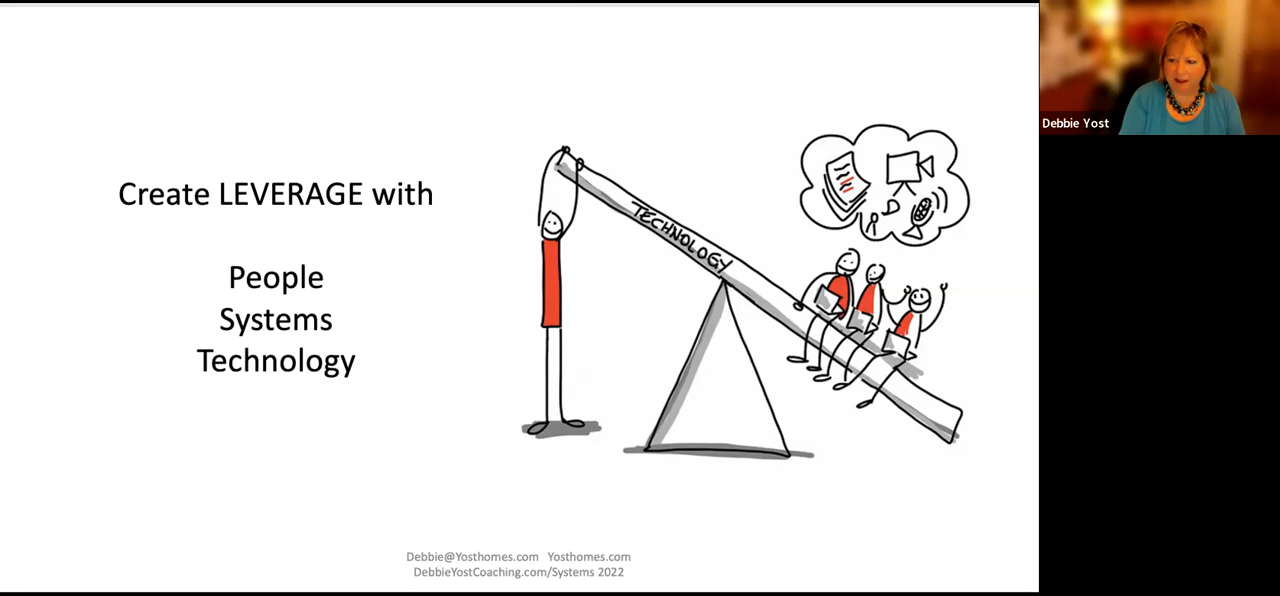 Create LEVERAGE with
People
Systems
Technology
TECHNOLOGY
Debbie@Yosthomes.com Yosthomes.com
DebbieYostCoaching.com/Systems 2022
Debbie Yost